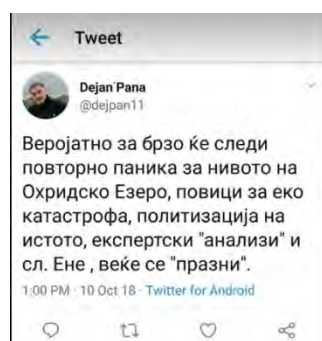 Tweet
Dejan Pana
@dejpan11
Веројатно за брзо ќе следи
повторно паника за нивото на
Охридско Езеро, повици за еко
катастрофа, политизација на
истото, експертски "анализи" и
сл. Ене , веќе се "празни".
1:00 PM · 10 Oct 18 · Twitter for Android